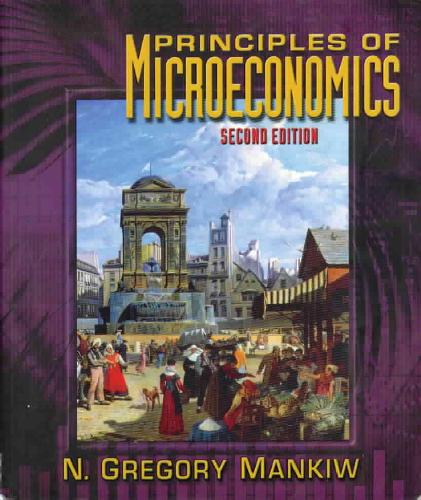 PRINCIPLES OF
MICROECONOMICS
SECOND EDITION
N. GREGORY MANKIW